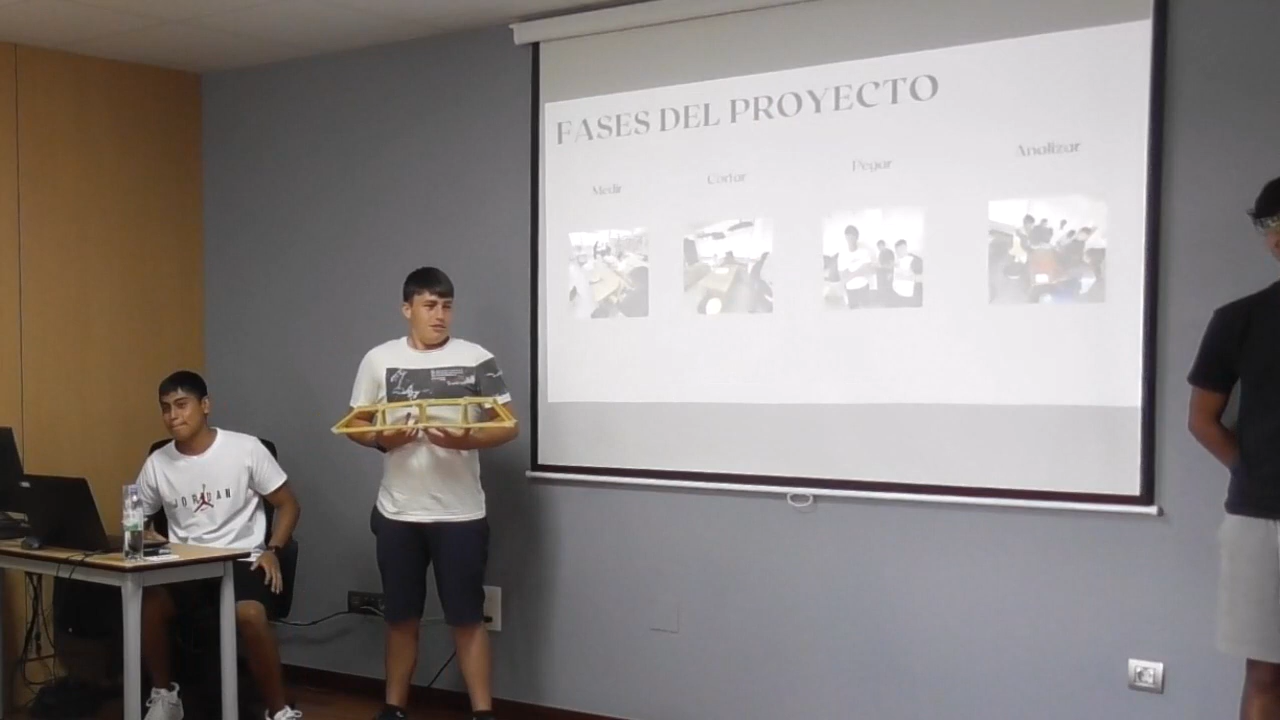 FASES DEL PROYECTO
Medir
Cortar
Pegar
Analizar
JORDAN